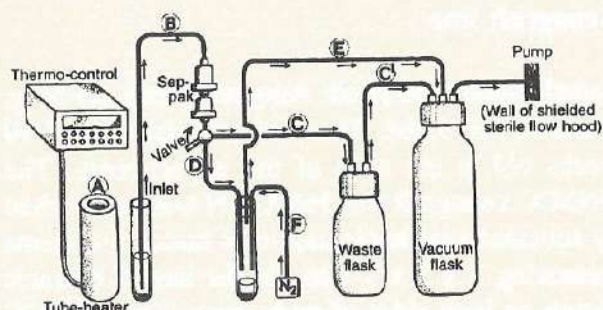 B
E
Pump
Thermo-control
Sep-
pak
C
(Wall of shielded
sterile flow hood)
Valve
C
A
Inlet
D
F
Waste
flask
Vacuum
flask
N2
Tube-heater